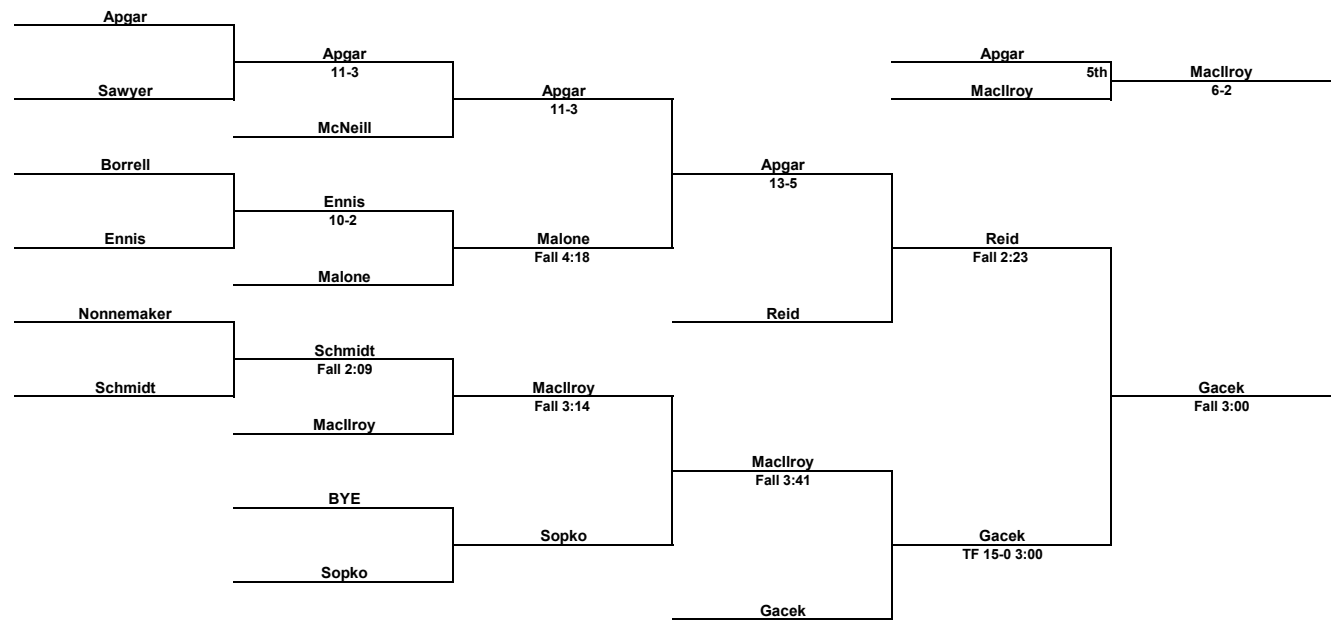 Apgar
Apgar
Apgar
11-3
5th
MacIlroy
Sawyer
Apgar
MacIlroy
6-2
11-3
McNeill
Borrell
Apgar
13-5
Ennis
10-2
Ennis
Malone
Reid
Fall 4:18
Fall 2:23
Malone
Nonnemaker
Reid
Schmidt
Fall 2:09
Schmidt
MacIlroy
Gacek
Fall 3:14
Fall 3:00
MacIlroy
MacIlroy
Fall 3:41
BYE
Sopko
Gacek
TF 15-0 3:00
Sopko
Gacek